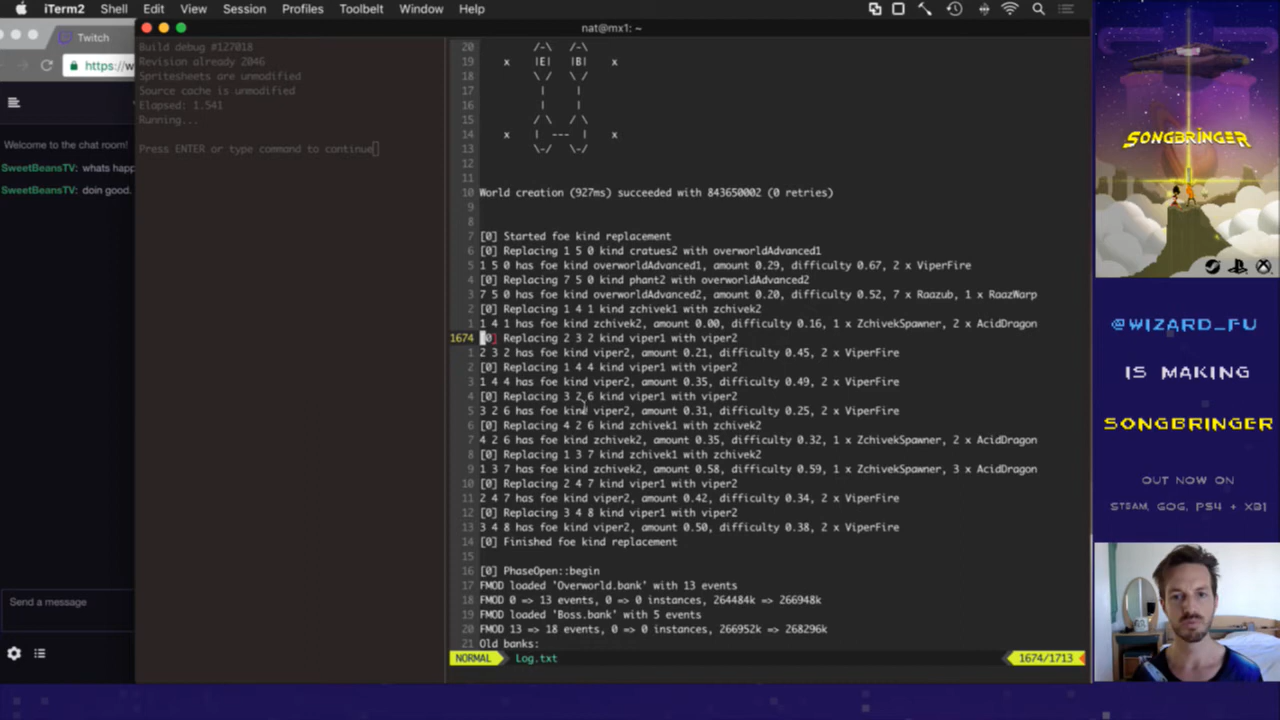 iTerm2 Shell Edit View Session Profiles Toolbelt Window Help
nat@mx1: ~
Twitch
https://w
Welcome to the chat room!
SweetBeansTV: whats happ
SweetBeansTV: doin good.
Send a message
Build debug #127018
Revision already 2046
Spritesheets are unmodified
Source cache is unmodified
Elapsed: 1.541
Running...
Press ENTER or type command to continue
20 /-\ /-\
19 x |E| |B| x
18 \ / \ /
17 | |
16 | |
15 / \ / \
14 x | --- | x
13 \-/ \-/
12
11
10 World creation (927ms) succeeded with 843650002 (0 retries)
9
8
7 [0] Started foe kind replacement
6 [0] Replacing 1 5 0 kind cratues2 with overworldAdvanced1
5 1 5 0 has foe kind overworldAdvanced1, amount 0.29, difficulty 0.67, 2 x ViperFire
4 [0] Replacing 7 5 0 kind phant2 with overworldAdvanced2
3 7 5 0 has foe kind overworldAdvanced2, amount 0.20, difficulty 0.52, 7 x Raazub, 1 x RaazWarp
2 [0] Replacing 1 4 1 kind zchivek1 with zchivek2
1 1 4 1 has foe kind zchivek2, amount 0.00, difficulty 0.16, 1 x ZchivekSpawner, 2 x AcidDragon
1674 [0] Replacing 2 3 2 kind viper1 with viper2
1 2 3 2 has foe kind viper2, amount 0.21, difficulty 0.45, 2 x ViperFire
2 [0] Replacing 1 4 4 kind viper1 with viper2
3 1 4 4 has foe kind viper2, amount 0.35, difficulty 0.49, 2 x ViperFire
4 [0] Replacing 3 2 6 kind viper1 with viper2
5 3 2 6 has foe kind viper2, amount 0.31, difficulty 0.25, 2 x ViperFire
6 [0] Replacing 4 2 6 kind zchivek1 with zchivek2
7 4 2 6 has foe kind zchivek2, amount 0.35, difficulty 0.32, 1 x ZchivekSpawner, 2 x AcidDragon
8 [0] Replacing 1 3 7 kind zchivek1 with zchivek2
9 1 3 7 has foe kind zchivek2, amount 0.58, difficulty 0.59, 1 x ZchivekSpawner, 3 x AcidDragon
10 [0] Replacing 2 4 7 kind viper1 with viper2
11 2 4 7 has foe kind viper2, amount 0.42, difficulty 0.34, 2 x ViperFire
12 [0] Replacing 3 4 8 kind viper1 with viper2
13 3 4 8 has foe kind viper2, amount 0.50, difficulty 0.38, 2 x ViperFire
14 [0] Finished foe kind replacement
15
16 [0] PhaseOpen::begin
17 FMOD loaded 'Overworld.bank' with 13 events
18 FMOD 0 => 13 events, 0 => 0 instances, 264484k => 266948k
19 FMOD loaded 'Boss.bank' with 5 events
20 FMOD 13 => 18 events, 0 => 0 instances, 266952k => 268296k
21 Old banks:
NORMAL Log.txt 1674/1713
SONGBRINGER
@WIZARD_FU
IS MAKING
SONGBRINGER
OUT NOW ON
STEAM, GOG, PS4 + XB1